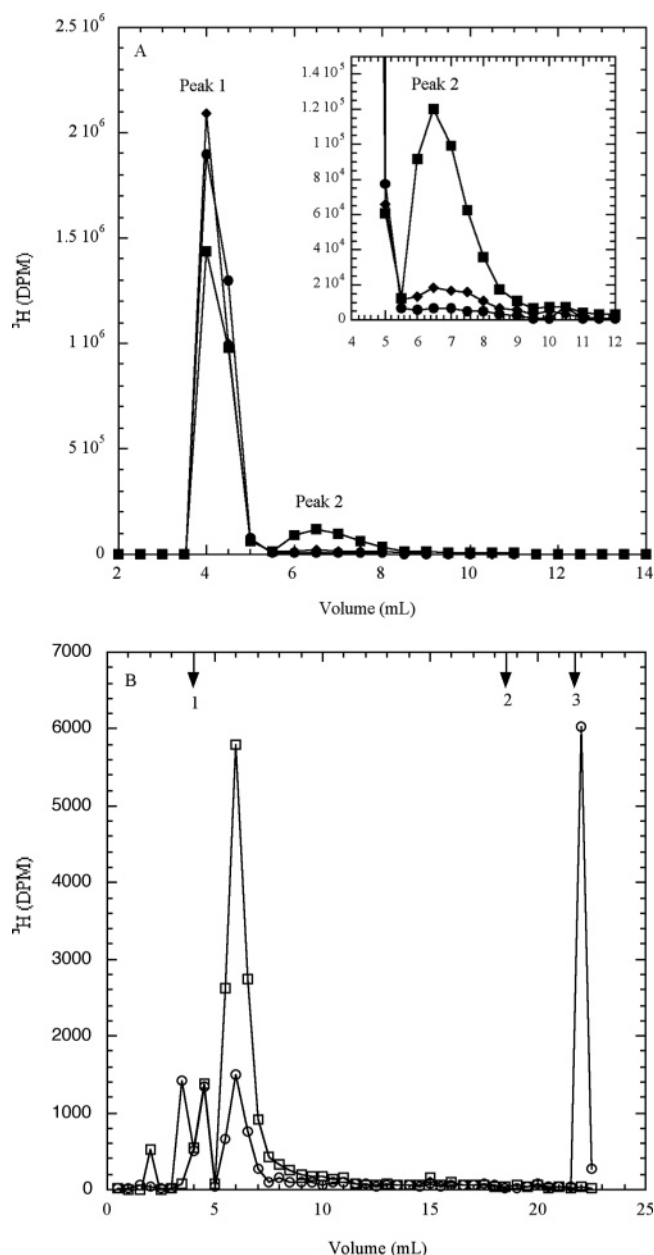 A
Peak 1
Peak 2
2.5 10⁶
2 10⁶
1.5 10⁶
1 10⁶
5 10⁵
0
³H (DPM)
2 4 6 8 10 12 14
Volume (mL)
Peak 2
1.4 10⁵
1.2 10⁵
1 10⁵
8 10⁴
6 10⁴
4 10⁴
2 10⁴
0
4 5 6 7 8 9 10 11 12
B
1 2 3
7000
6000
5000
4000
3000
2000
1000
0
³H (DPM)
0 5 10 15 20 25
Volume (mL)